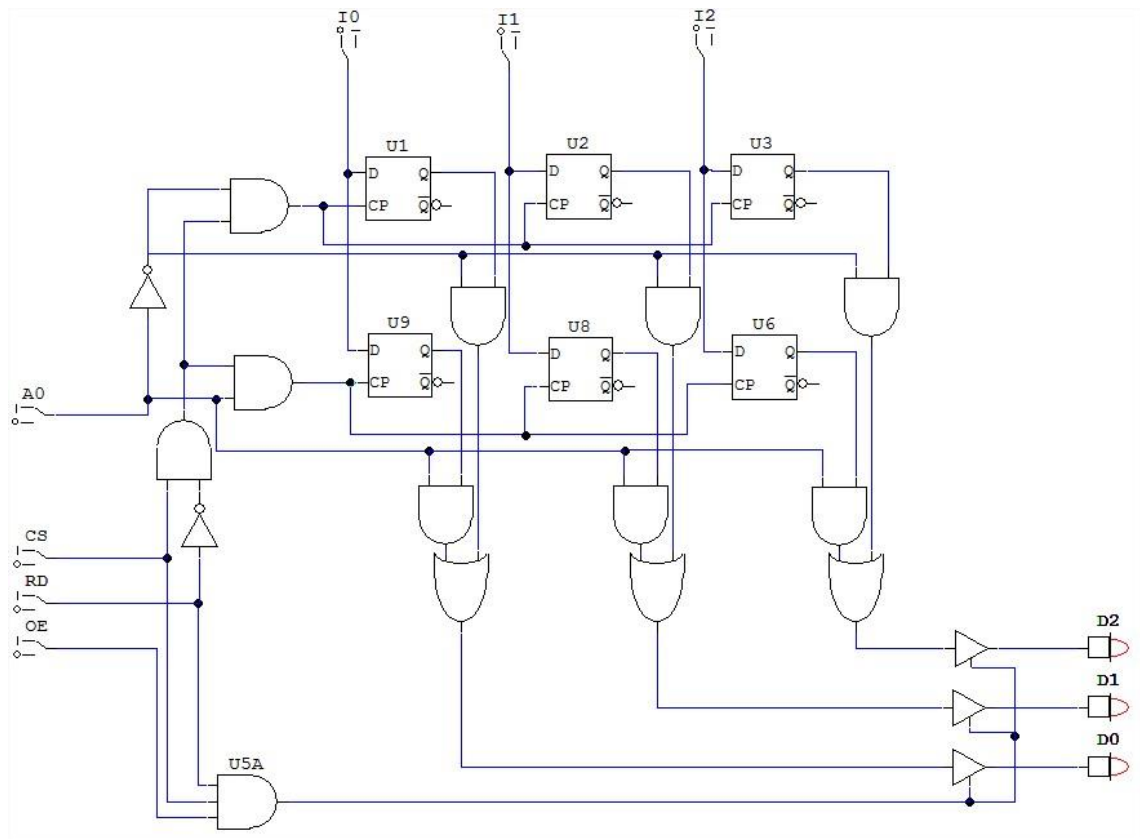 I0 I1 I2
U1 U2 U3
D Q D Q D Q
CP Q CP Q CP Q
U9 U8 U6
D Q D Q D Q
CP Q CP Q CP Q
A0
CS
RD
OE
D2
D1
D0
U5A